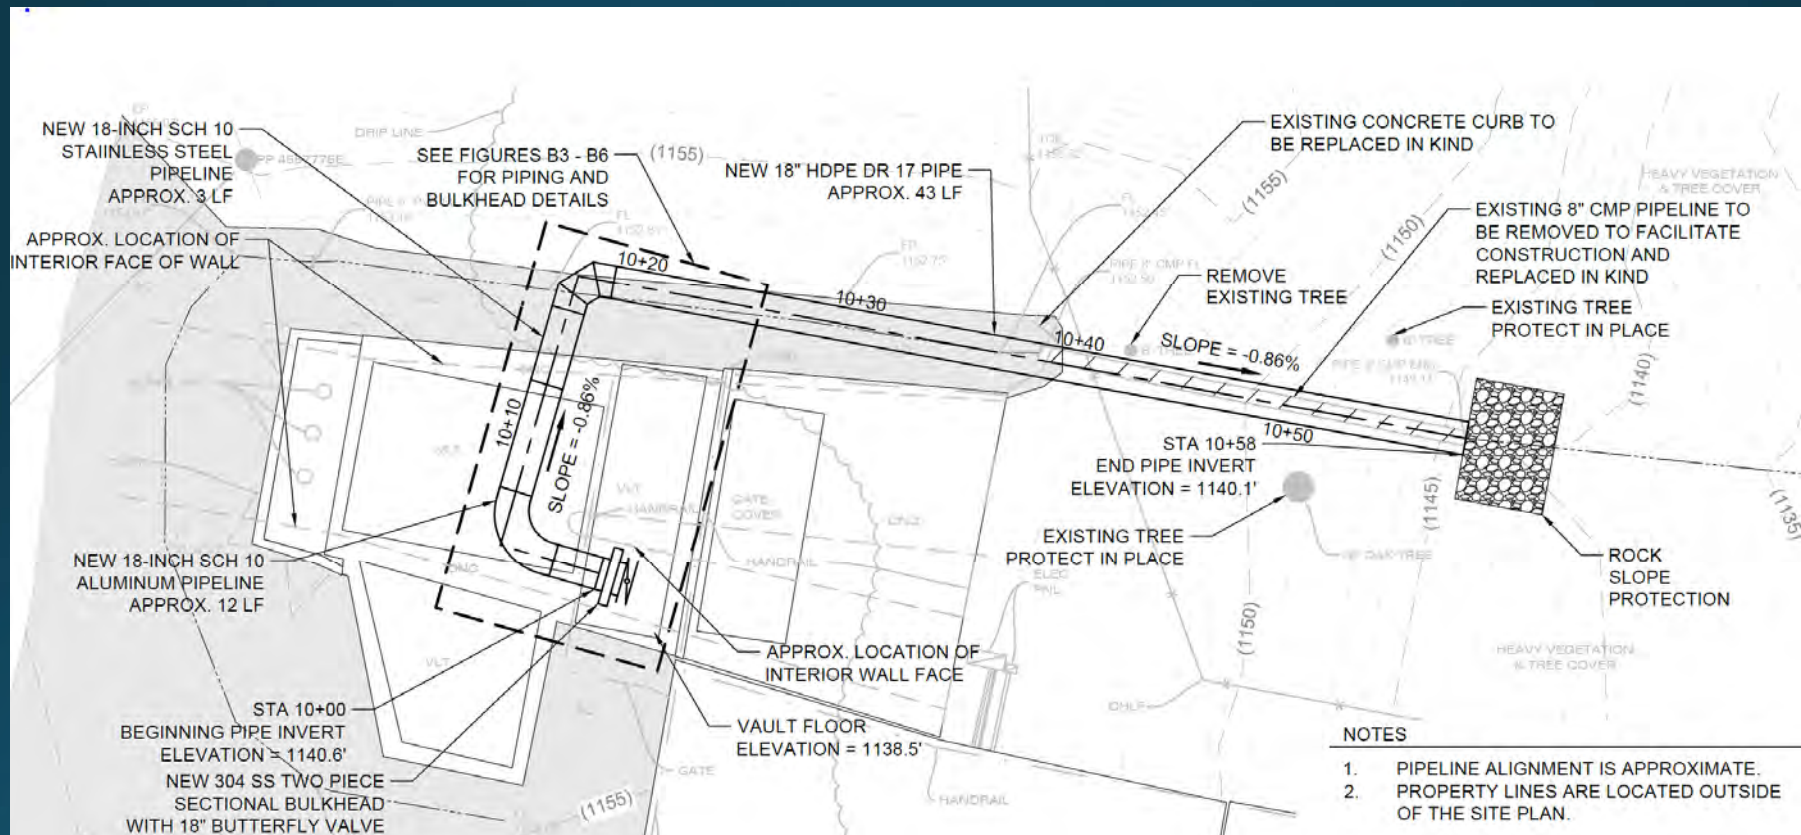 NEW 18-INCH SCH 10
STAIINLESS STEEL
PIPELINE
APPROX. 3 LF
DRIP LINE
SEE FIGURES B3 - B6
FOR PIPING AND
BULKHEAD DETAILS
(1155)
NEW 18" HDPE DR 17 PIPE
APPROX. 43 LF
EXISTING CONCRETE CURB TO
BE REPLACED IN KIND
(1155)
HEAVY VEGETATION
& TREE COVER
(1150)
EXISTING 8" CMP PIPELINE TO
BE REMOVED TO FACILITATE
CONSTRUCTION AND
REPLACED IN KIND
APPROX. LOCATION OF
INTERIOR FACE OF WALL
FL
10+20
10+30
10+40
REMOVE
EXISTING TREE
EXISTING TREE
PROTECT IN PLACE
SLOPE = -0.86%
(1140)
10+10
SLOPE = -0.86%
10+50
STA 10+58
END PIPE INVERT
ELEVATION = 1140.1'
(1145)
(1135)
VLT
HANDRAIL
GATE
COVER
HANDRAIL
EXISTING TREE
PROTECT IN PLACE
OAK TREE
ROCK
SLOPE
PROTECTION
NEW 18-INCH SCH 10
ALUMINUM PIPELINE
APPROX. 12 LF
(1150)
HEAVY VEGETATION
& TREE COVER
VLT
APPROX. LOCATION OF
INTERIOR WALL FACE
STA 10+00
BEGINNING PIPE INVERT
ELEVATION = 1140.6'
VAULT FLOOR
ELEVATION = 1138.5'
GATE
HANDRAIL
(1155)
NEW 304 SS TWO PIECE
SECTIONAL BULKHEAD
WITH 18" BUTTERFLY VALVE
NOTES
1. PIPELINE ALIGNMENT IS APPROXIMATE.
2. PROPERTY LINES ARE LOCATED OUTSIDE
OF THE SITE PLAN.